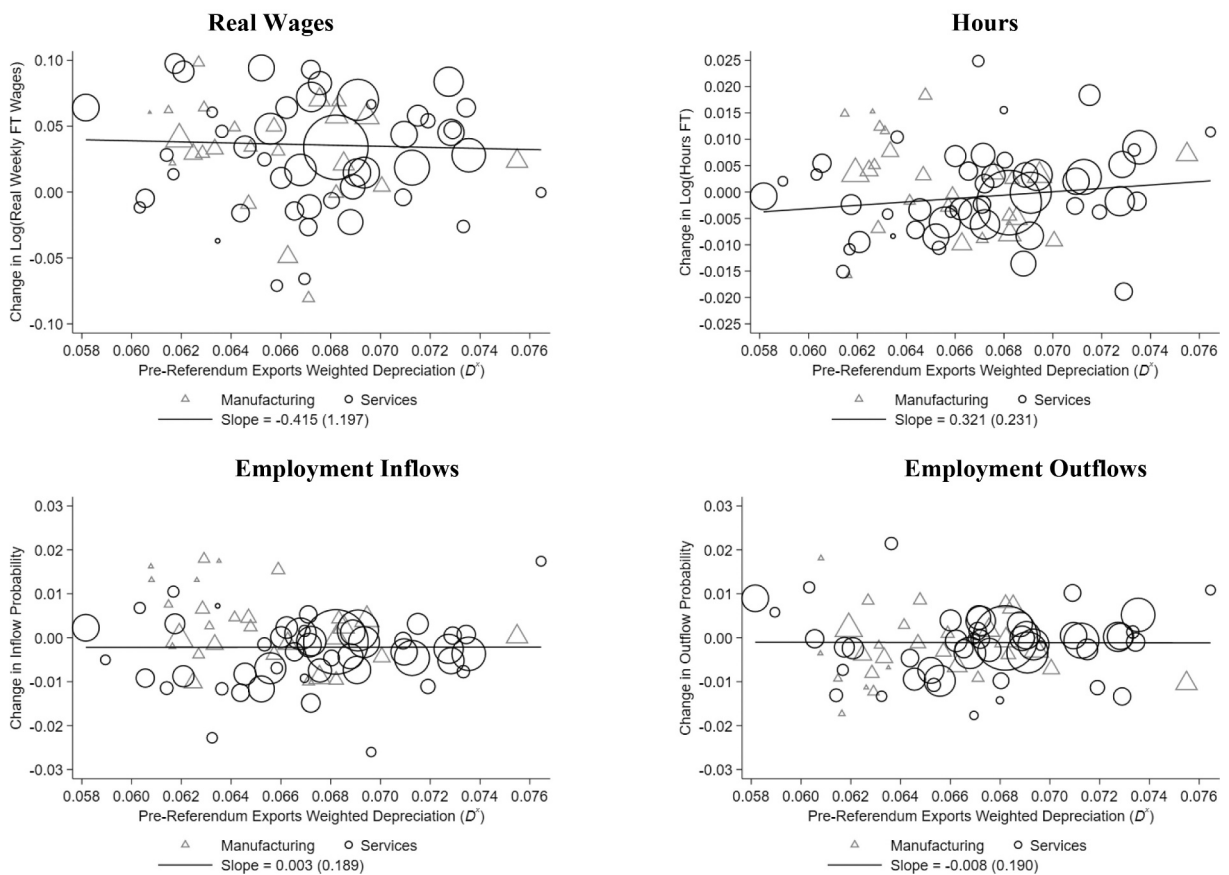 Real Wages
Change in Log(Real Weekly FT Wages)
0.10
0.05
0.00
-0.05
-0.10
0.058 0.060 0.062 0.064 0.066 0.068 0.070 0.072 0.074 0.076
Pre-Referendum Exports Weighted Depreciation (Dˣ)
Manufacturing Services
Slope = -0.415 (1.197)
Hours
Change in Log(Hours FT)
0.025
0.020
0.015
0.010
0.005
0.000
-0.005
-0.010
-0.015
-0.020
-0.025
0.058 0.060 0.062 0.064 0.066 0.068 0.070 0.072 0.074 0.076
Pre-Referendum Exports Weighted Depreciation (Dˣ)
Manufacturing Services
Slope = 0.321 (0.231)
Employment Inflows
Change in Inflow Probability
0.03
0.02
0.01
0.00
-0.01
-0.02
-0.03
0.058 0.060 0.062 0.064 0.066 0.068 0.070 0.072 0.074 0.076
Pre-Referendum Exports Weighted Depreciation (Dˣ)
Manufacturing Services
Slope = 0.003 (0.189)
Employment Outflows
Change in Outflow Probability
0.03
0.02
0.01
0.00
-0.01
-0.02
-0.03
0.058 0.060 0.062 0.064 0.066 0.068 0.070 0.072 0.074 0.076
Pre-Referendum Exports Weighted Depreciation (Dˣ)
Manufacturing Services
Slope = -0.008 (0.190)